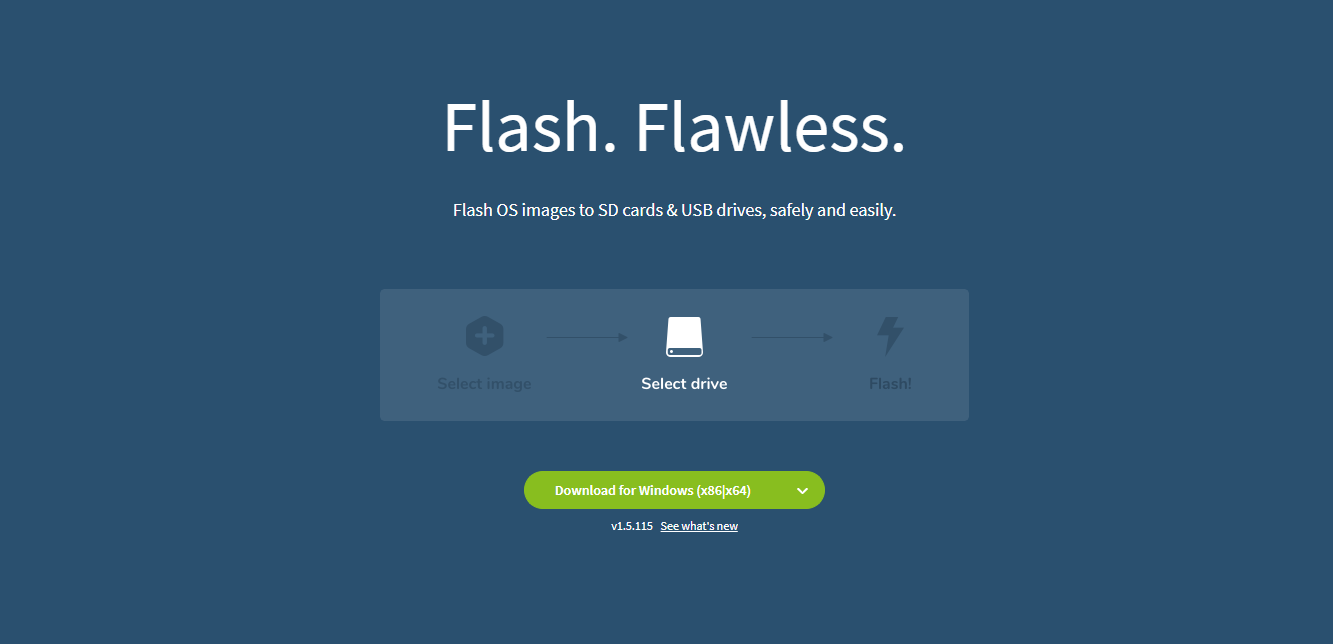 Flash. Flawless.
Flash OS images to SD cards & USB drives, safely and easily.
Select image
Select drive
Flash!
Download for Windows (x86|x64)
v1.5.115 See what's new